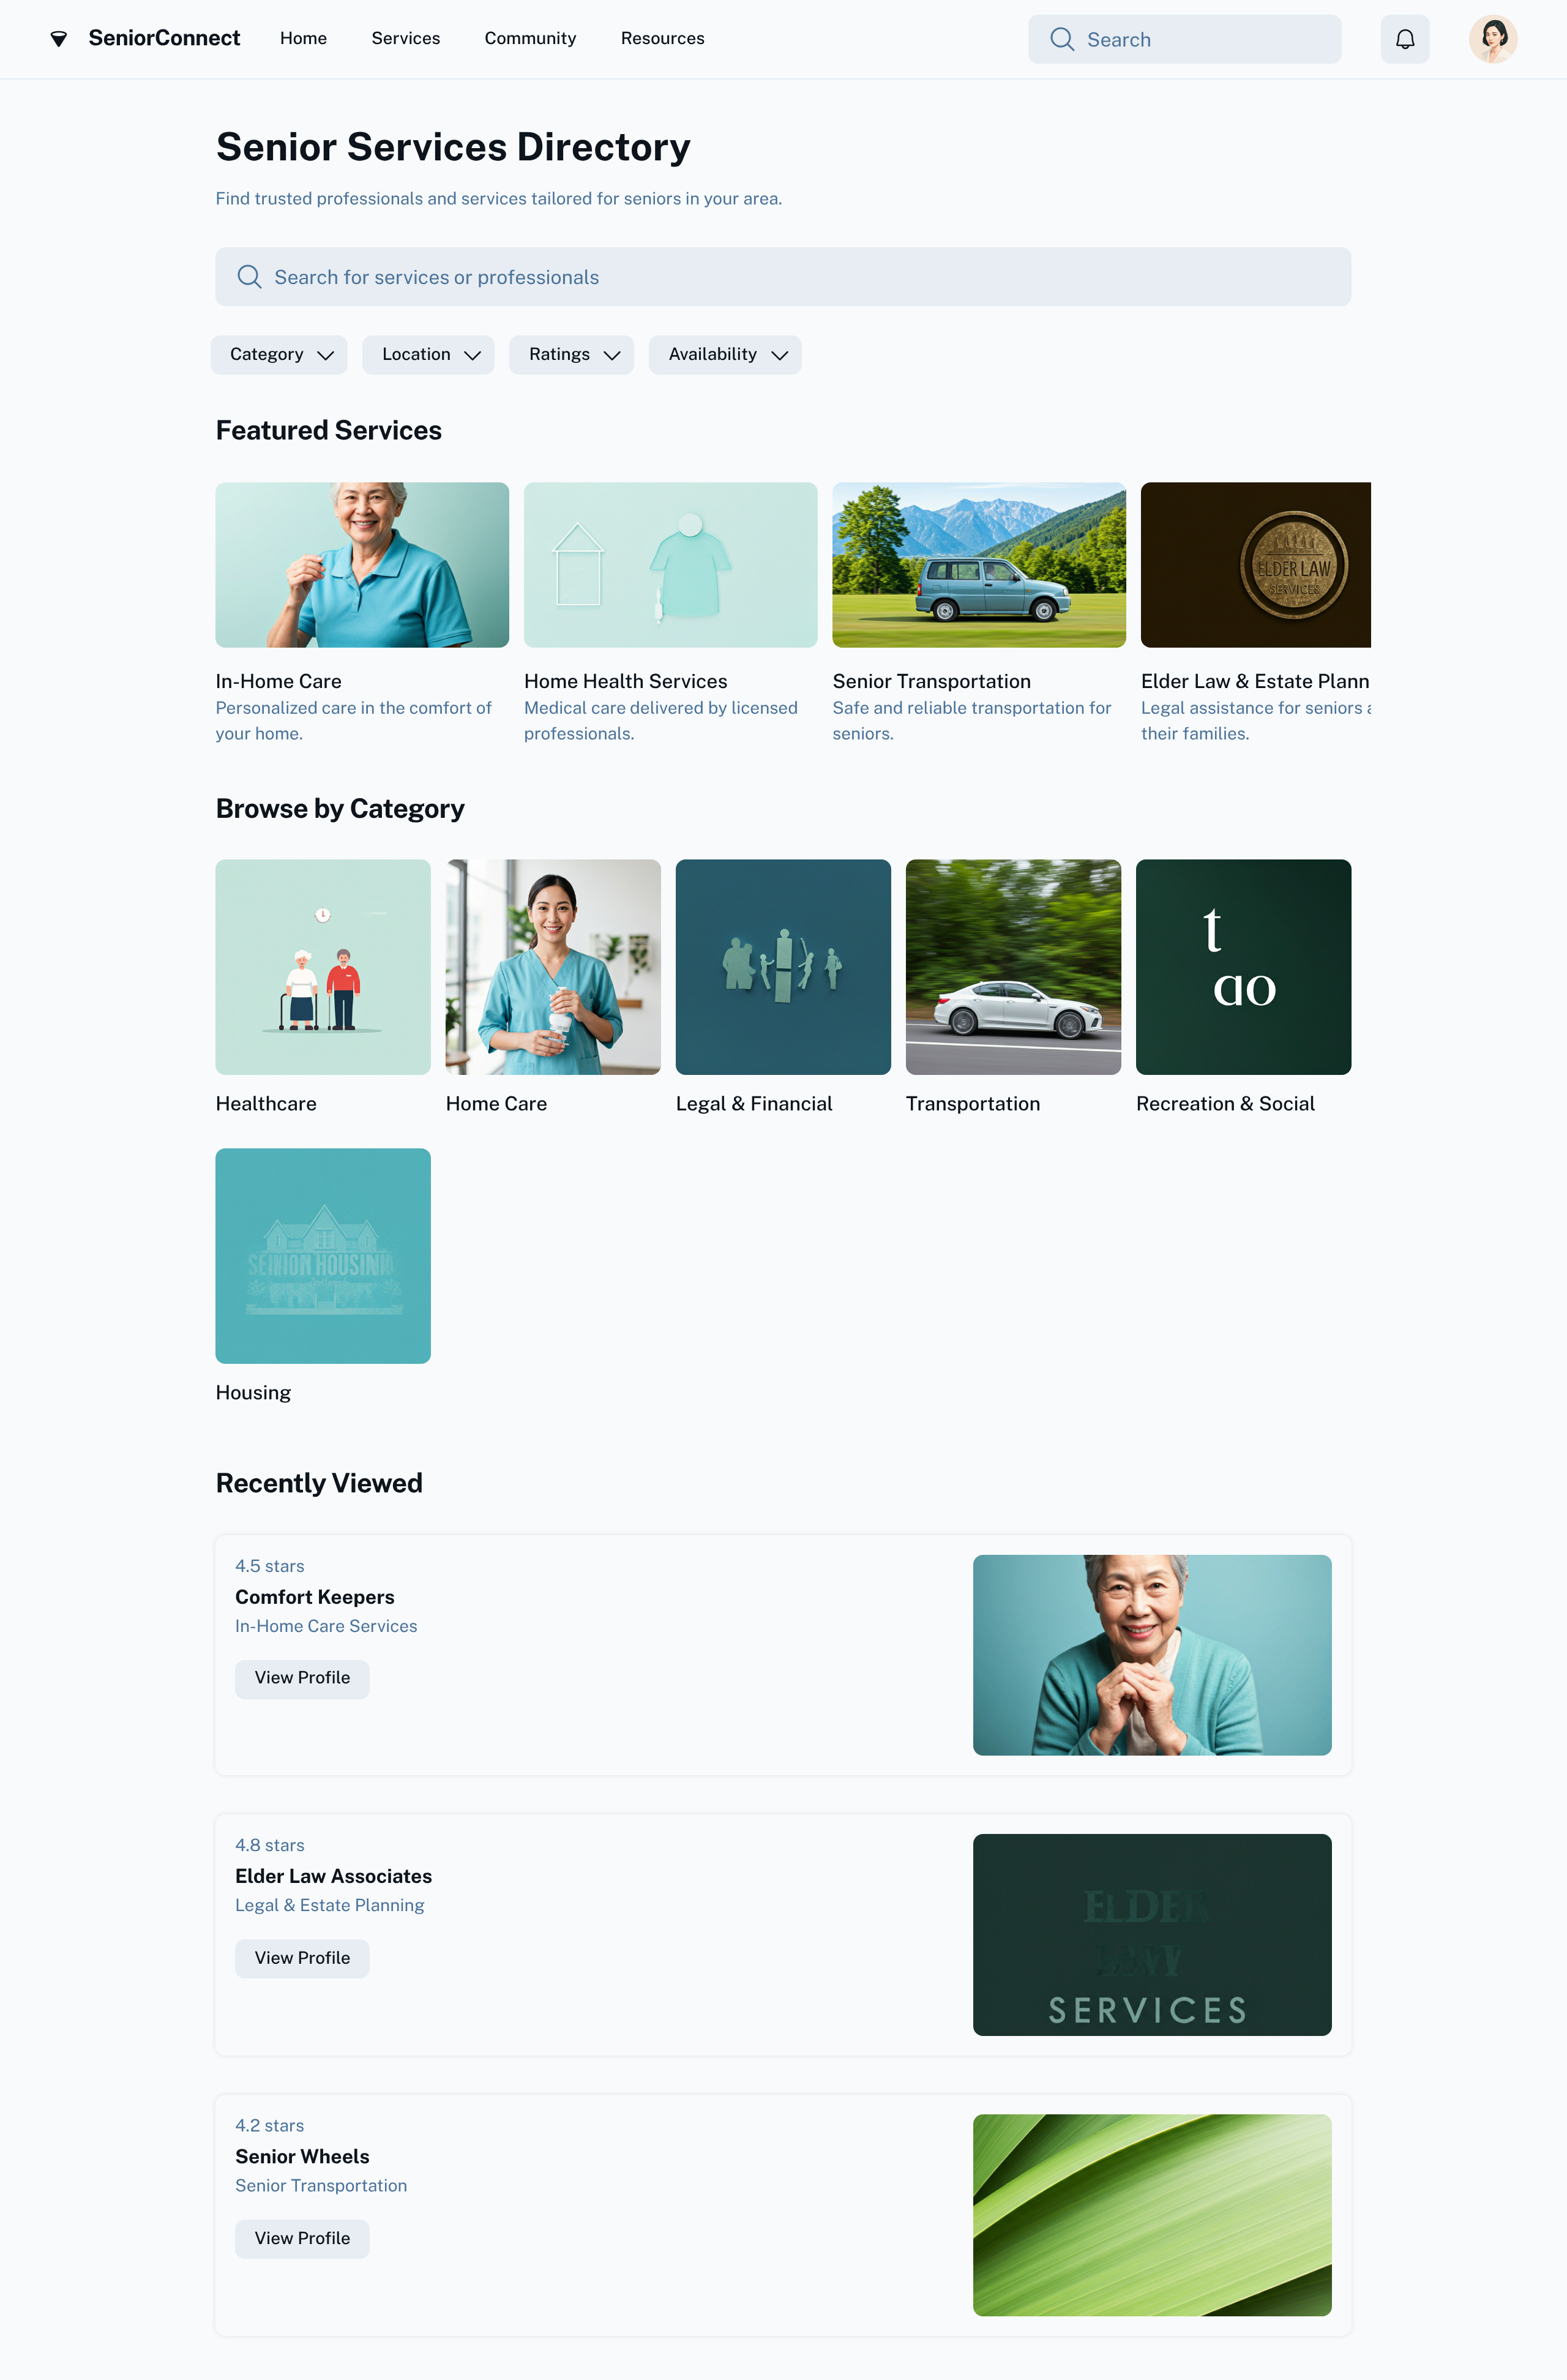 SeniorConnect
Home
Services
Community
Resources
Search
Senior Services Directory
Find trusted professionals and services tailored for seniors in your area.
Search for services or professionals
Category
Location
Ratings
Availability
Featured Services
ELDER LAW
SERVICES
In-Home Care
Personalized care in the comfort of
your home.
Home Health Services
Medical care delivered by licensed
professionals.
Senior Transportation
Safe and reliable transportation for
seniors.
Elder Law & Estate Plann
Legal assistance for seniors
their families.
Browse by Category
t
ao
Healthcare
Home Care
Legal & Financial
Transportation
Recreation & Social
Housing
Recently Viewed
4.5 stars
Comfort Keepers
In-Home Care Services
View Profile
4.8 stars
Elder Law Associates
Legal & Estate Planning
View Profile
ELDER
SERVICES
4.2 stars
Senior Wheels
Senior Transportation
View Profile